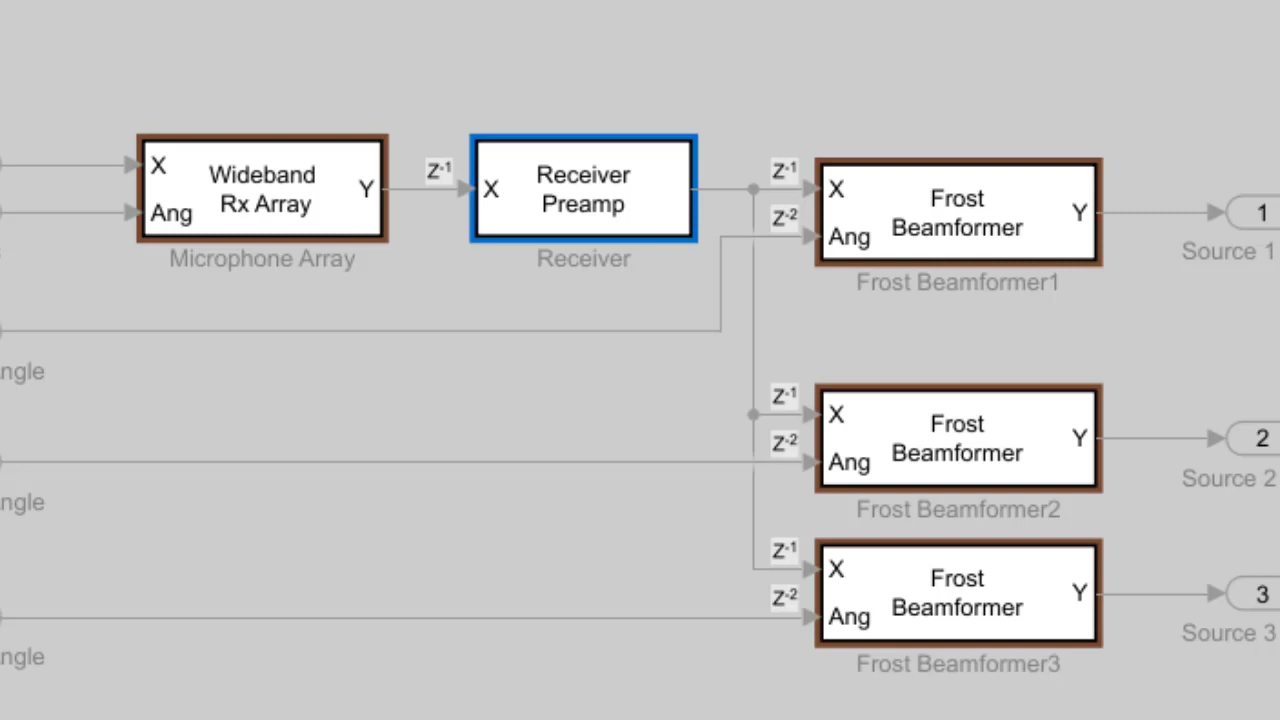 X
Ang
Wideband
Rx Array
Y
Microphone Array
Z-1
X
Receiver
Preamp
Receiver
Z-1
Z-2
X
Ang
Frost
Beamformer
Y
Frost Beamformer1
1
Source 1
ngle
Z-1
Z-2
X
Ang
Frost
Beamformer
Y
Frost Beamformer2
2
Source 2
ngle
Z-1
Z-2
X
Ang
Frost
Beamformer
Y
Frost Beamformer3
3
Source 3
ngle